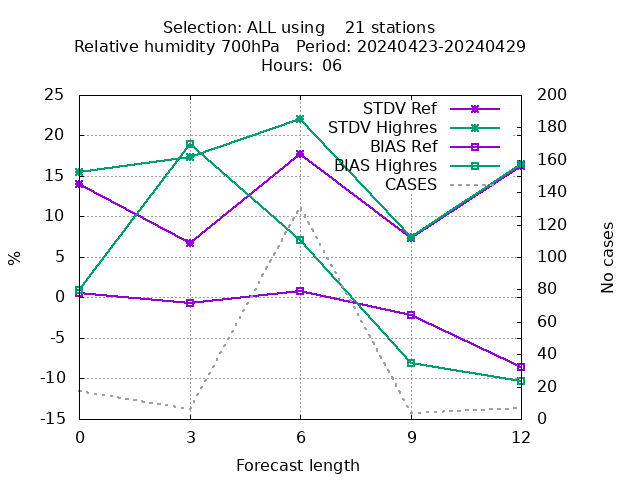 Selection: ALL using    21 stations
Relative humidity 700hPa   Period: 20240423-20240429
Hours: 06
STDV Ref
STDV Highres
BIAS Ref
BIAS Highres
CASES
25
20
15
10
5
0
-5
-10
-15
%
200
180
160
140
120
100
80
60
40
20
0
No cases
0 3 6 9 12
Forecast length